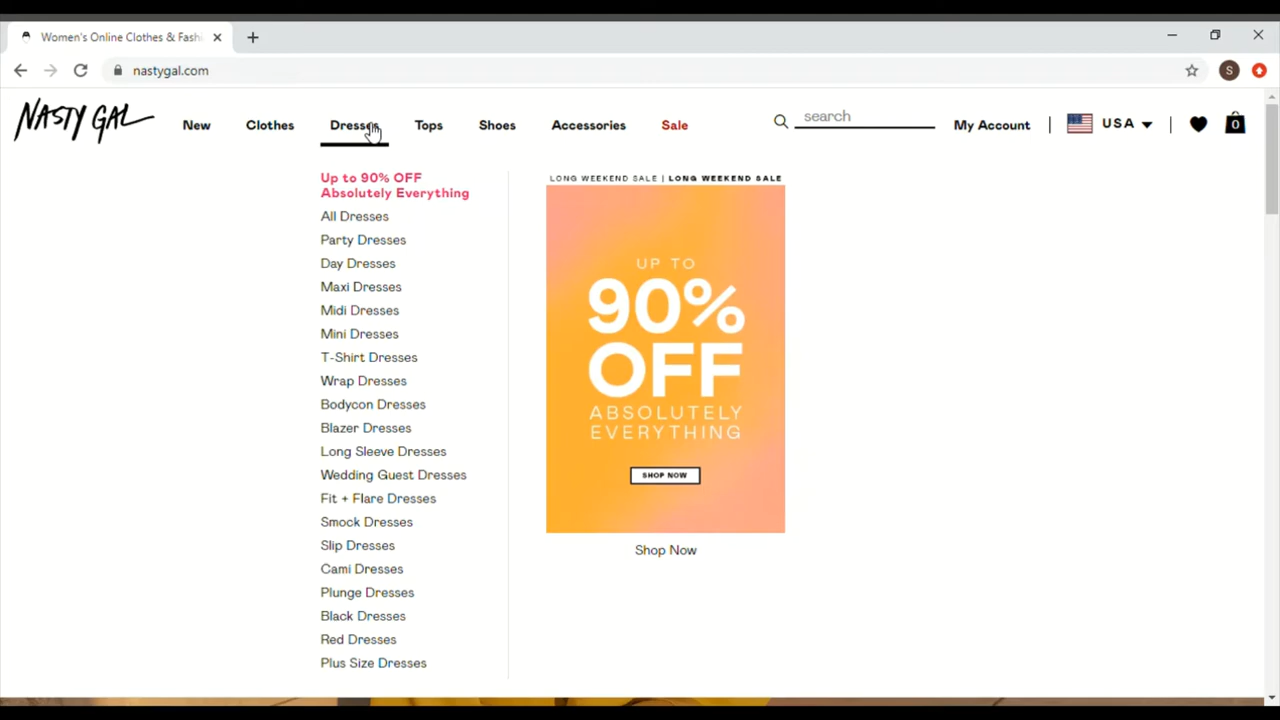 Women's Online Clothes & Fash
nastygal.com
S
NASTY GAL
New
Clothes
Dresses
Tops
Shoes
Accessories
Sale
search
My Account
USA
0
Up to 90% OFF
Absolutely Everything
All Dresses
Party Dresses
Day Dresses
Maxi Dresses
Midi Dresses
Mini Dresses
T-Shirt Dresses
Wrap Dresses
Bodycon Dresses
Blazer Dresses
Long Sleeve Dresses
Wedding Guest Dresses
Fit + Flare Dresses
Smock Dresses
Slip Dresses
Cami Dresses
Plunge Dresses
Black Dresses
Red Dresses
Plus Size Dresses
LONG WEEKEND SALE | LONG WEEKEND SALE
UP TO
90%
OFF
ABSOLUTELY
EVERYTHING
SHOP NOW
Shop Now